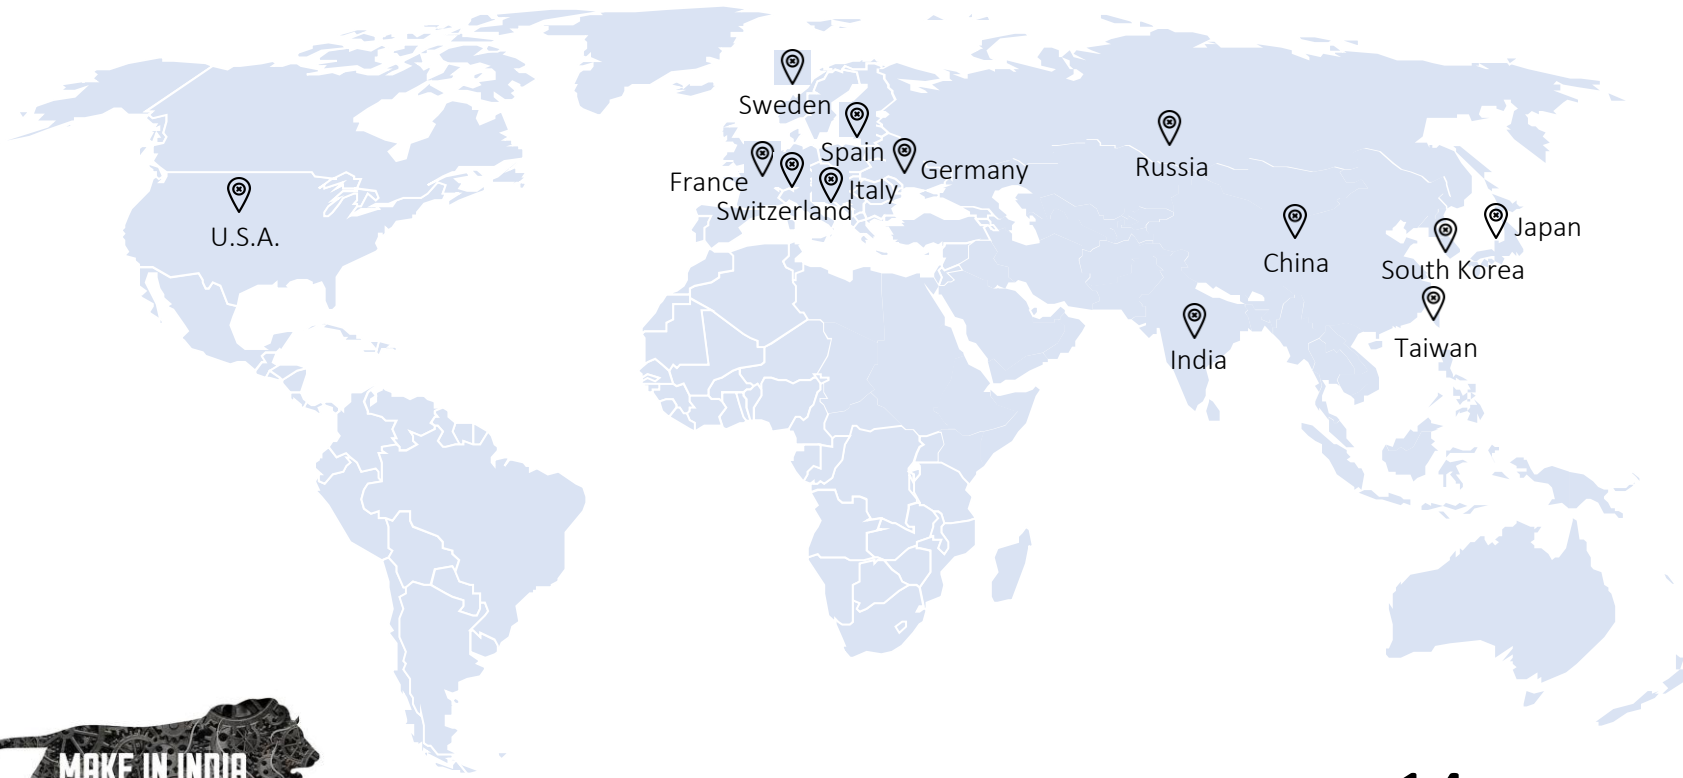 Sweden
Spain
Germany
France
Italy
Switzerland
Russia
U.S.A.
Japan
China
South Korea
Taiwan
India
MAKE IN INDIA